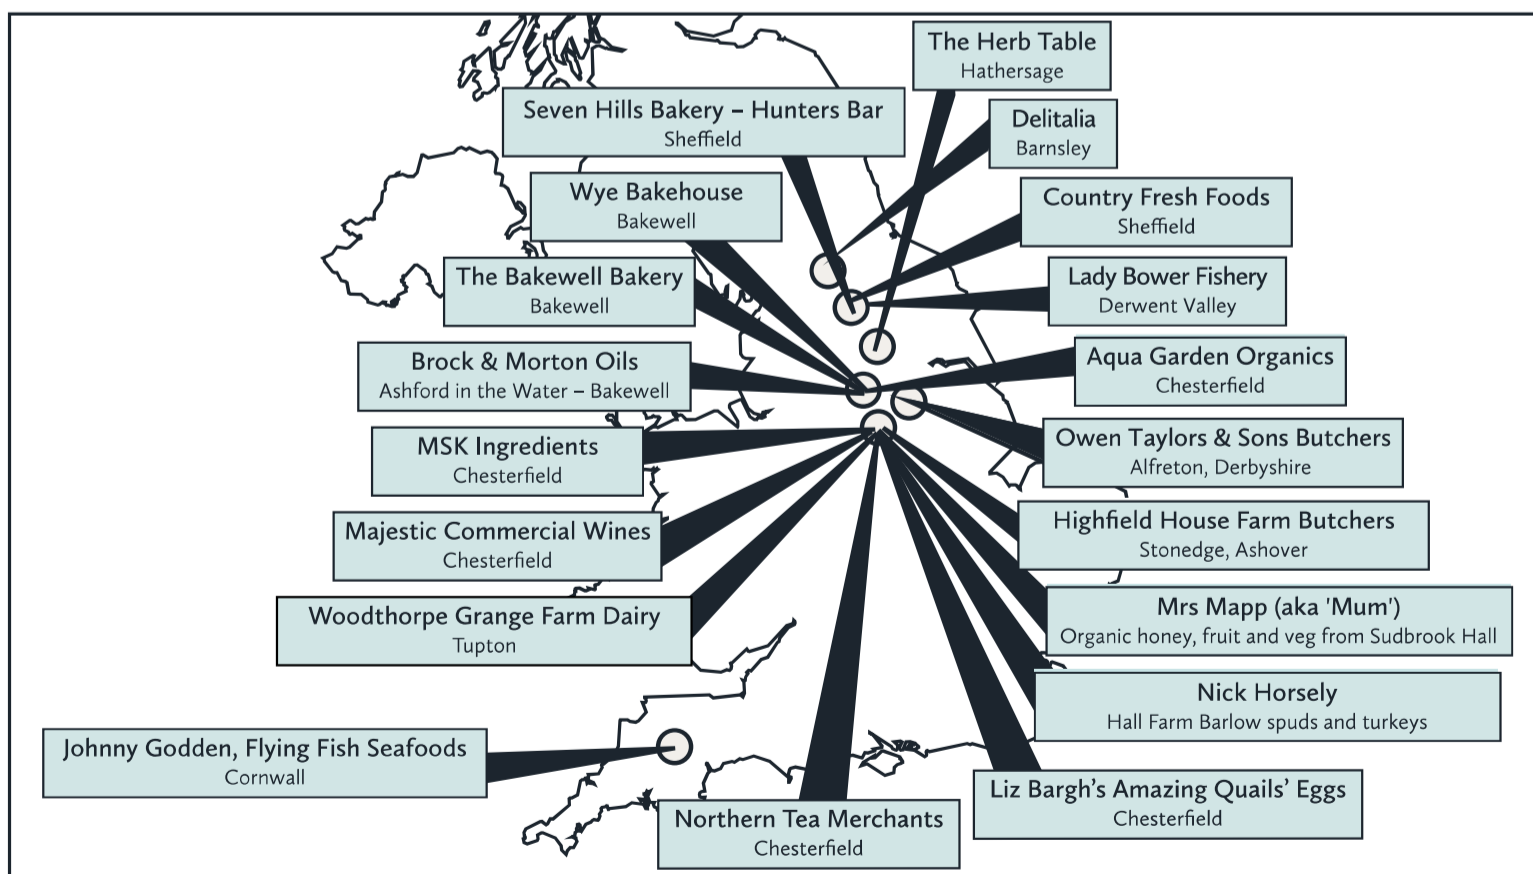 The Herb Table
Hathersage
Seven Hills Bakery – Hunters Bar
Sheffield
Delitalia
Barnsley
Wye Bakehouse
Bakewell
Country Fresh Foods
Sheffield
The Bakewell Bakery
Bakewell
Lady Bower Fishery
Derwent Valley
Brock & Morton Oils
Ashford in the Water – Bakewell
Aqua Garden Organics
Chesterfield
MSK Ingredients
Chesterfield
Owen Taylors & Sons Butchers
Alfreton, Derbyshire
Majestic Commercial Wines
Chesterfield
Highfield House Farm Butchers
Stonedge, Ashover
Woodthorpe Grange Farm Dairy
Tupton
Mrs Mapp (aka 'Mum')
Organic honey, fruit and veg from Sudbrook Hall
Nick Horsely
Hall Farm Barlow spuds and turkeys
Johnny Godden, Flying Fish Seafoods
Cornwall
Liz Bargh’s Amazing Quails’ Eggs
Chesterfield
Northern Tea Merchants
Chesterfield